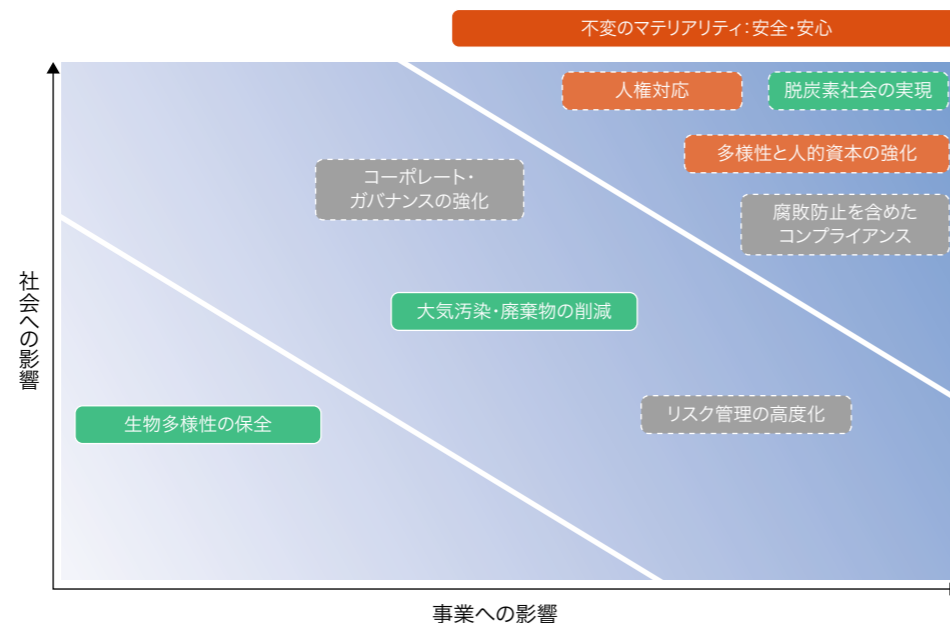 不変のマテリアリティ:安全・安心
人権対応
脱炭素社会の実現
多様性と人的資本の強化
コーポレート・
ガバナンスの強化
腐敗防止を含めた
コンプライアンス
社会への影響
大気汚染・廃棄物の削減
リスク管理の高度化
生物多様性の保全
事業への影響